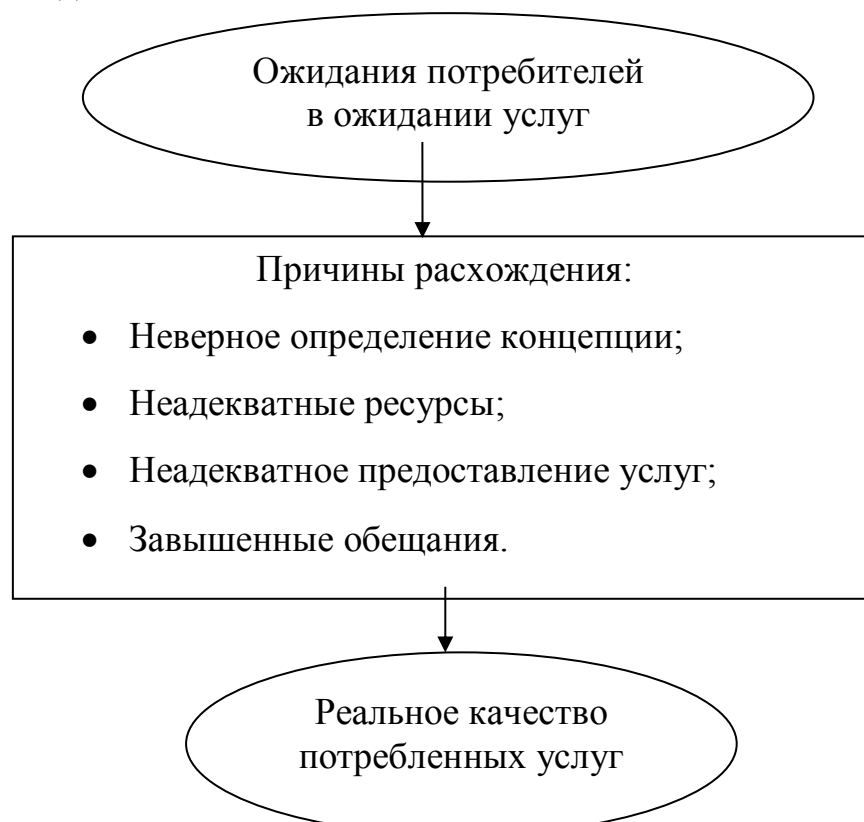 Ожидания потребителей
в ожидании услуг
Причины расхождения:
• Неверное определение концепции;
• Неадекватные ресурсы;
• Неадекватное предоставление услуг;
• Завышенные обещания.
Реальное качество
потребленных услуг